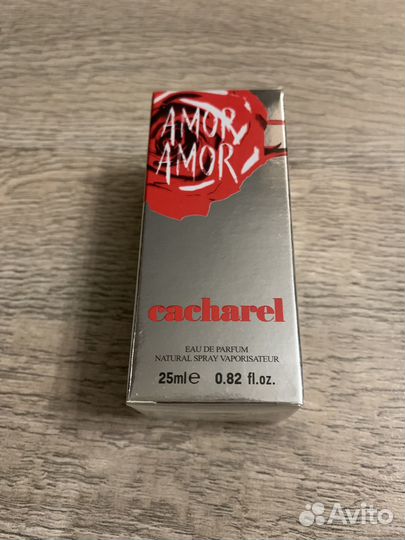 AMOR
AMOR
cacharel
EAU DE PARFUM
NATURAL SPRAY VAPORISATEUR
25ml℮ 0.82 fl.oz.
Avito